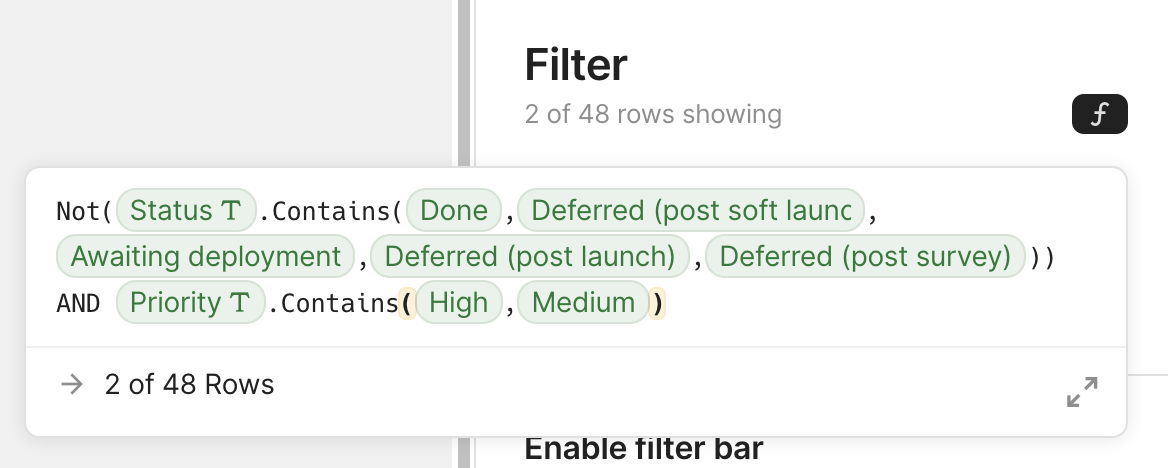 Filter
2 of 48 rows showing
f
Not(Status T.Contains(Done,Deferred (post soft launc,
Awaiting deployment,Deferred (post launch),Deferred (post survey)))
AND Priority T.Contains(High,Medium)
→ 2 of 48 Rows
Enable filter bar